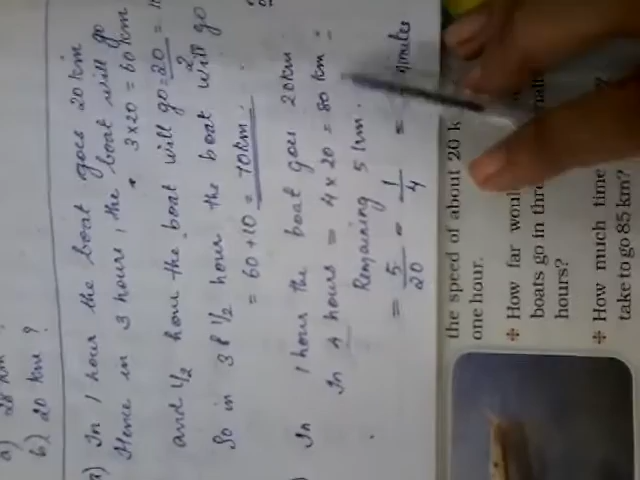 a) 28 km ?
b) 20 km ?
a) In 1 hour the boat goes 20 km
Hence in 3 hours, the boat will go
3 x 20 = 60 km
and 1/2 hour the boat will go = 20/2 =
So in 3 & 1/2 hour the boat will go
= 60 + 10 = 70 km.
In 1 hour the boat goes 20 km
In 4 hours = 4 x 20 = 80 km
Remaining 5 km.
= 5/20 = 1/4 =
the speed of about 20 k
one hour.
✤ How far woul
boats go in thre
hours?
✤ How much time
take to go 85 km?